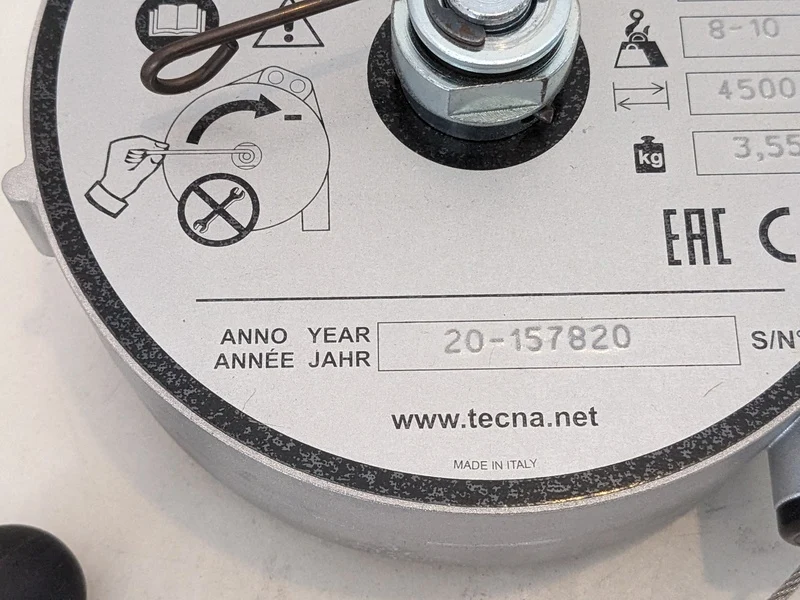 8-10
4500
3,55
kg
EAC C
ANNO YEAR
ANNÉE JAHR
20-157820
S/N°
www.tecna.net
MADE IN ITALY